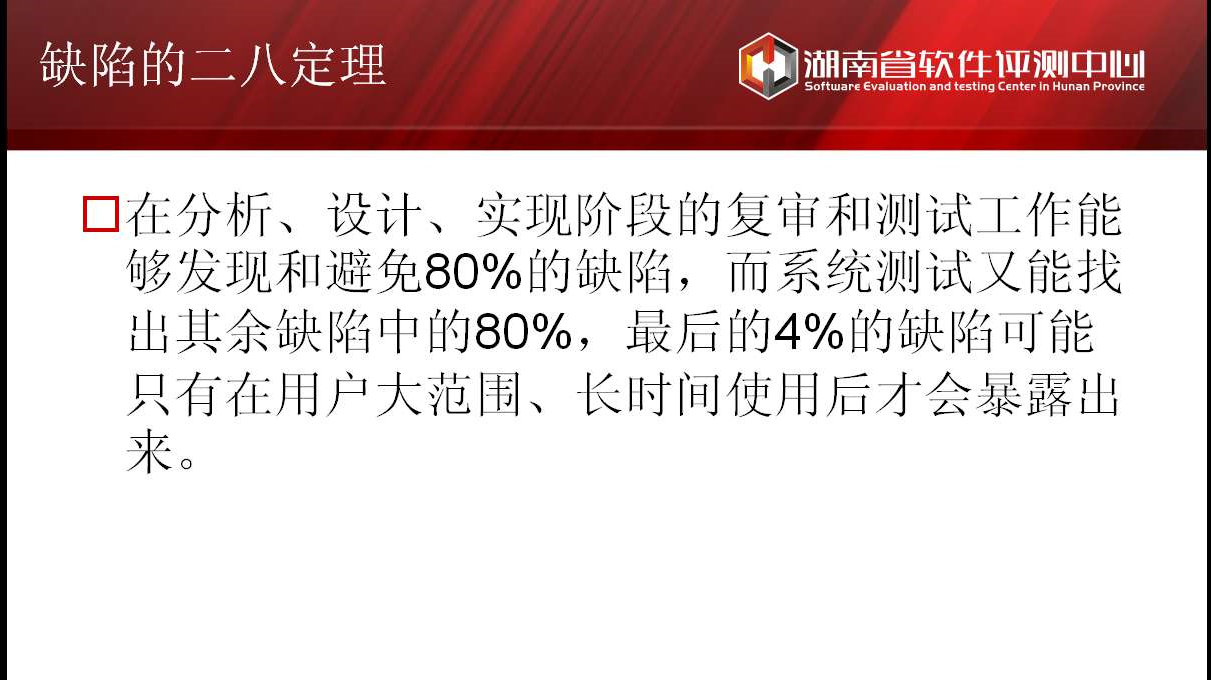 缺陷的二八定理
湖南省软件评测中心
Software Evaluation and testing Center in Hunan Province
在分析、设计、实现阶段的复审和测试工作能
够发现和避免80%的缺陷，而系统测试又能找
出其余缺陷中的80%，最后的4%的缺陷可能
只有在用户大范围、长时间使用后才会暴露出
来。